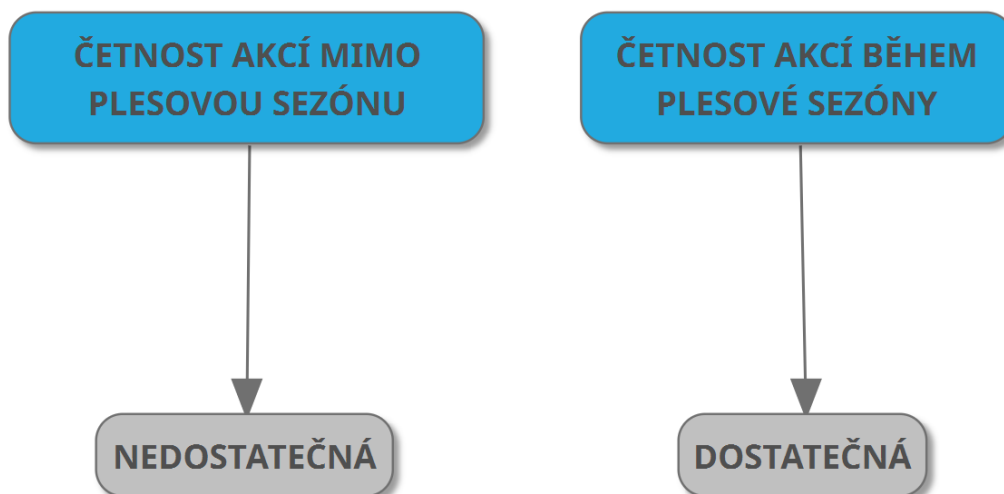 ČETNOST AKCÍ MIMO
PLESOVOU SEZÓNU
ČETNOST AKCÍ BĚHEM
PLESOVÉ SEZÓNY
NEDOSTATEČNÁ
DOSTATEČNÁ